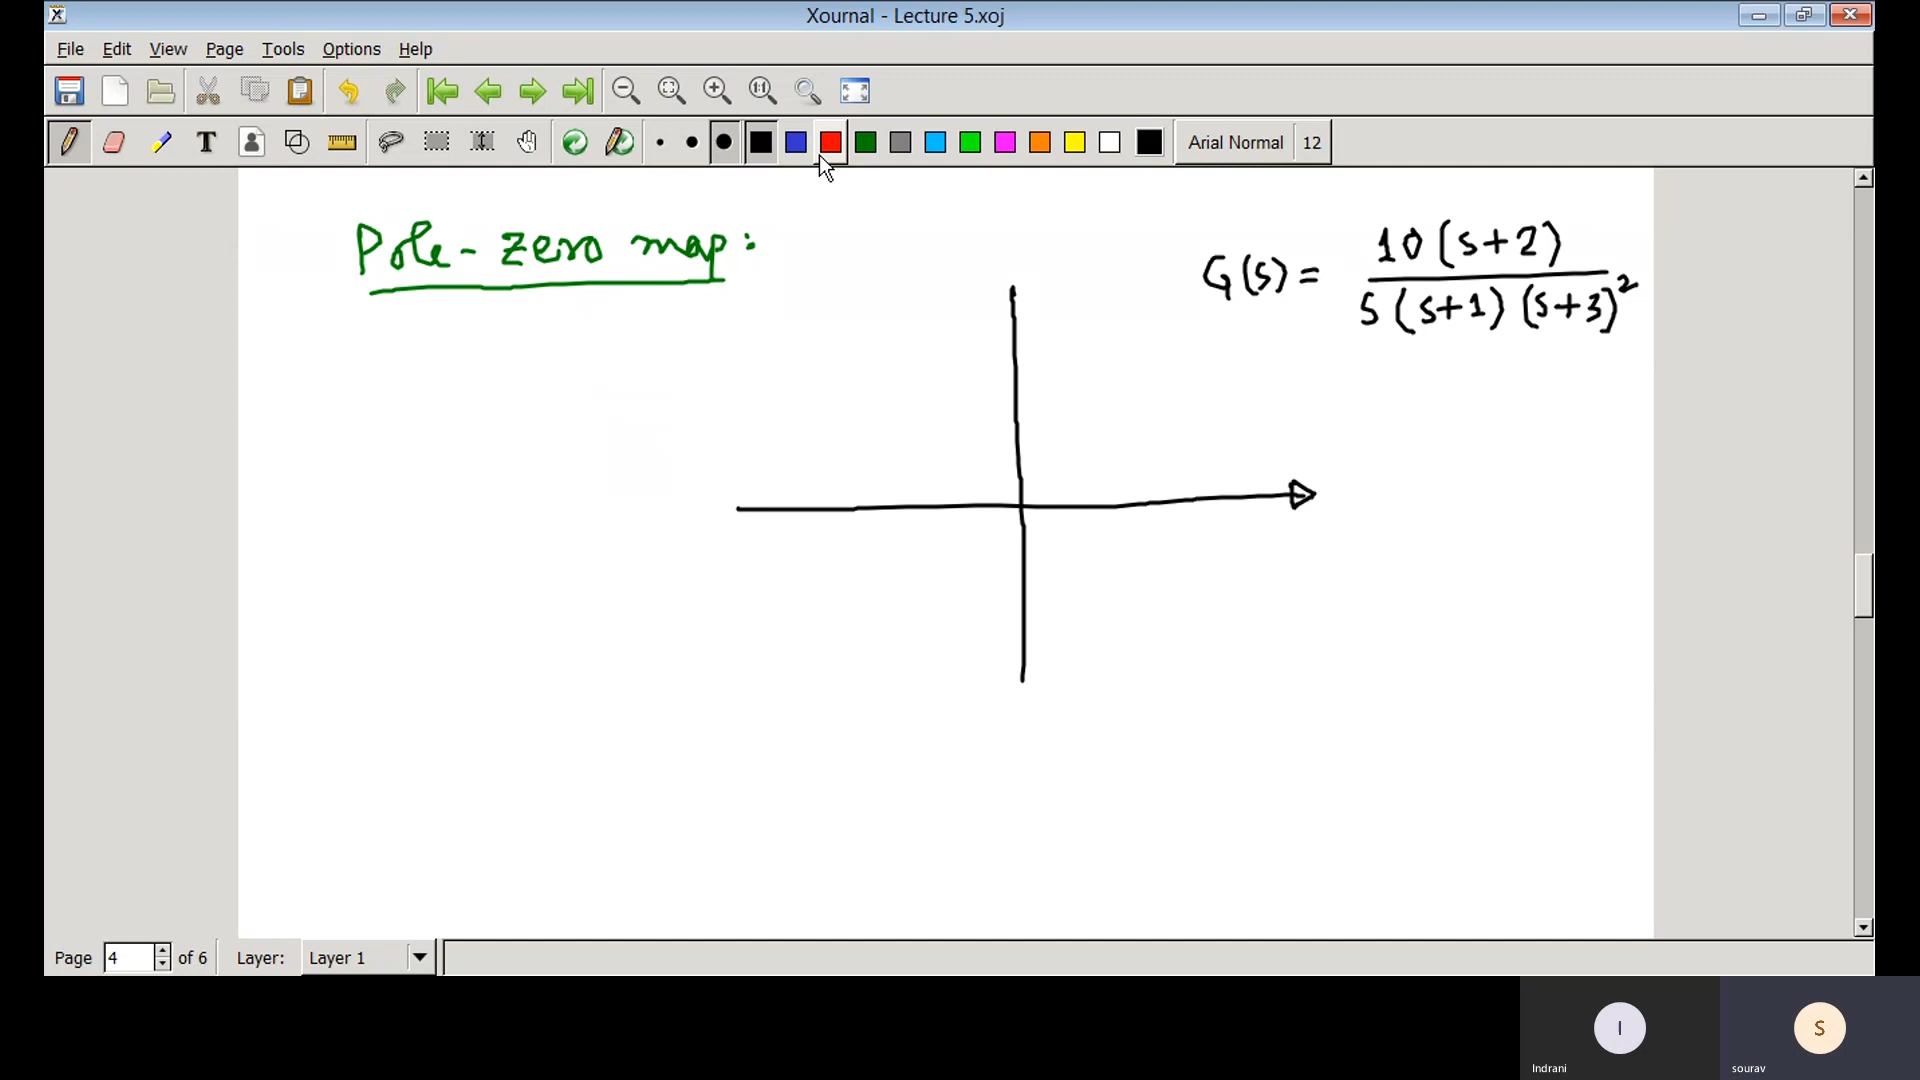 Xournal - Lecture 5.xoj
File Edit View Page Tools Options Help
T Arial Normal 12
Pole-zero map:
G(s) = 10(s+2)
s(s+1)(s+3)²
Page 4 of 6 Layer: Layer 1
I S
Indrani sourav